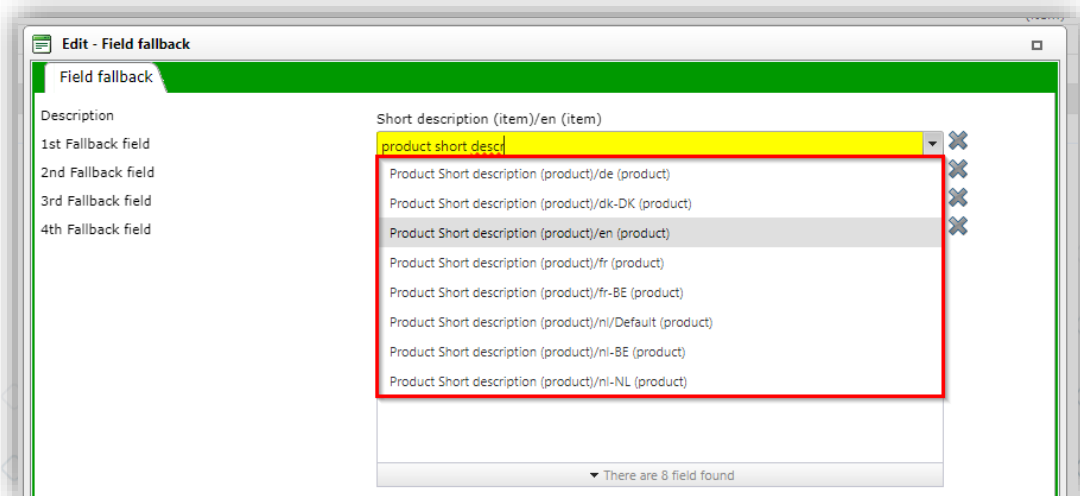 (item)
Edit - Field fallback
Field fallback
Description
Short description (item)/en (item)
1st Fallback field
product short descr
2nd Fallback field
3rd Fallback field
4th Fallback field
Product Short description (product)/de (product)
Product Short description (product)/dk-DK (product)
Product Short description (product)/en (product)
Product Short description (product)/fr (product)
Product Short description (product)/fr-BE (product)
Product Short description (product)/nl/Default (product)
Product Short description (product)/nl-BE (product)
Product Short description (product)/nl-NL (product)
There are 8 field found